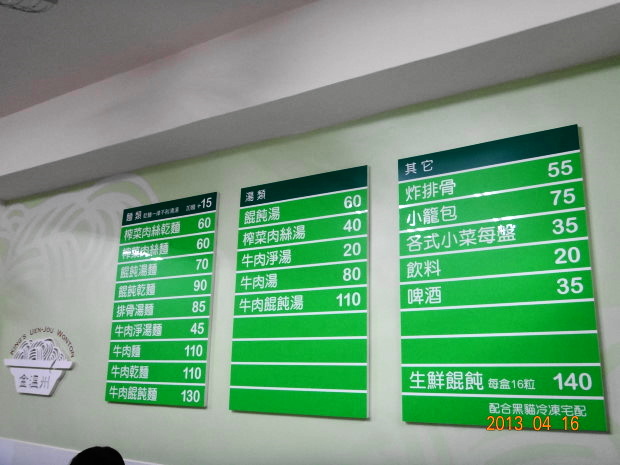 麵類 乾麵一律不附清湯 加麵+15
榨菜肉絲乾麵 60
榨菜肉絲麵 60
餛飩湯麵 70
餛飩乾麵 90
排骨湯麵 85
牛肉淨湯麵 45
牛肉麵 110
牛肉乾麵 110
牛肉餛飩麵 130
湯類
餛飩湯 60
榨菜肉絲湯 40
牛肉淨湯 20
牛肉湯 80
牛肉餛飩湯 110
其它
炸排骨 55
小籠包 75
各式小菜每盤 35
飲料 20
啤酒 35
生鮮餛飩 每盒16粒 140
配合黑貓冷凍宅配
KING'S UEN-JOU WONTON
金溫州
2013 04 16